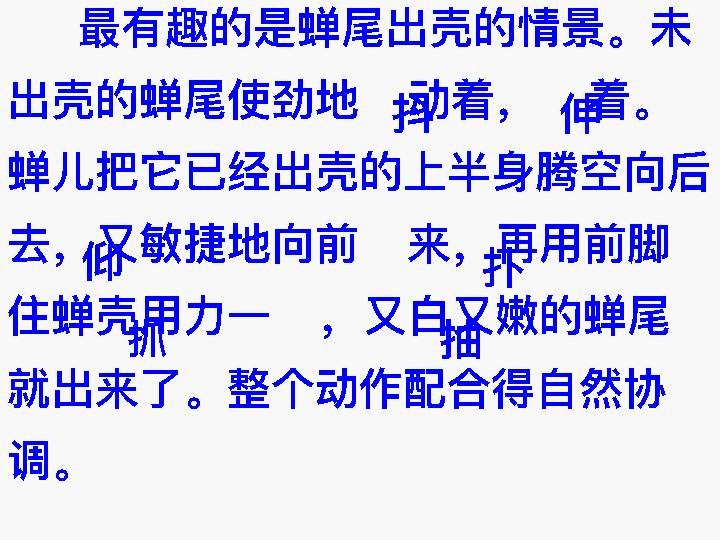 最有趣的是蝉尾出壳的情景。未
出壳的蝉尾使劲地 动着， 着。
抖 伸
蝉儿把它已经出壳的上半身腾空向后
去，又敏捷地向前 来，再用前脚
仰 扑
住蝉壳用力一 ，又白又嫩的蝉尾
抓 抽
就出来了。整个动作配合得自然协
调。